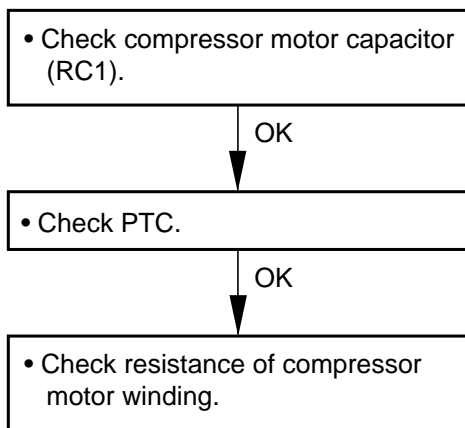 • Check compressor motor capacitor
(RC1).
OK
• Check PTC.
OK
• Check resistance of compressor
motor winding.